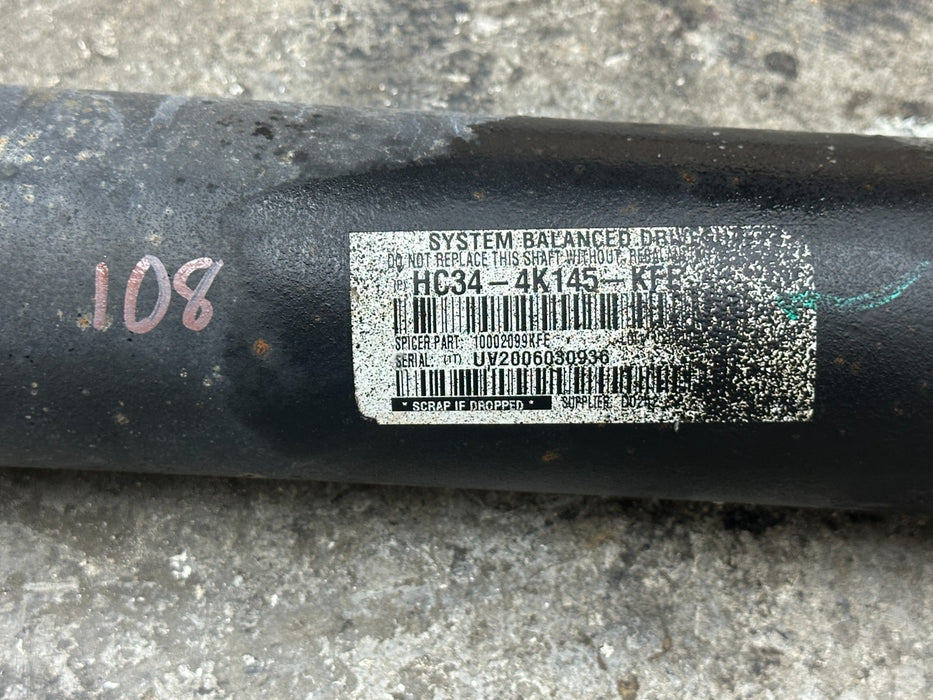 108
SYSTEM BALANCED
DO NOT REPLACE THIS SHAFT WITHOUT
(P) HC34-4K145-KFE
SPICER PART: 10002099KFE
SERIAL: (1T) UV2006030936
* SCRAP IF DROPPED * SUPPLIER